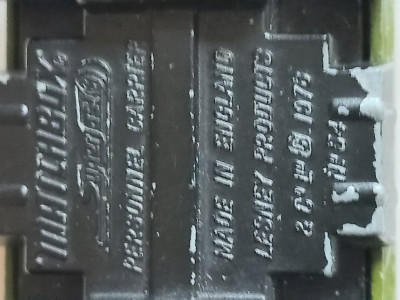 MATCHBOX
Superfast
PERSONNEL CARRIER
MADE IN ENGLAND
LESNEY PRODUCTS
& Cº Lᵀᴰ © 1976
Nº 54